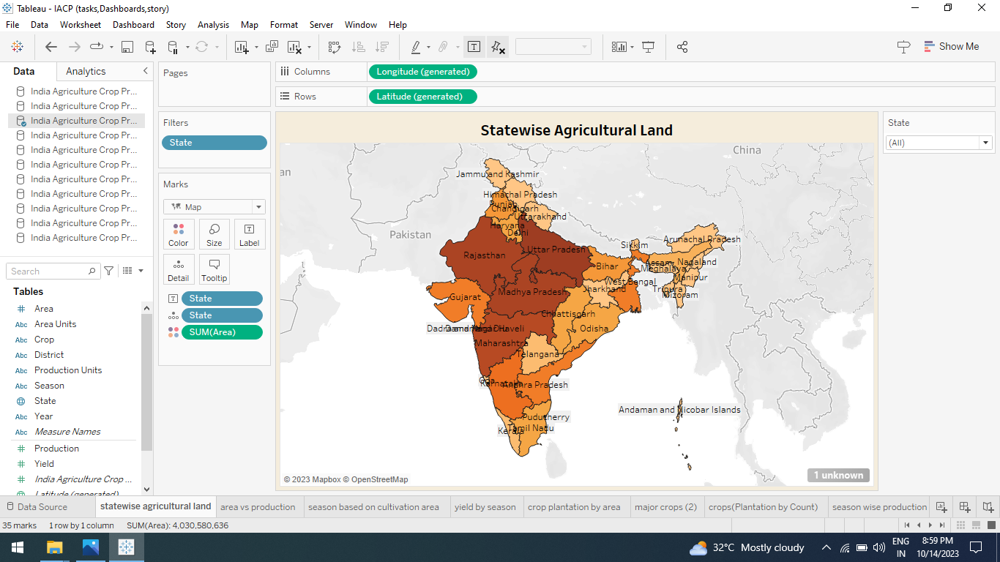 Tableau - IACP (tasks,Dashboards,story)
File Data Worksheet Dashboard Story Analysis Map Format Server Window Help
Show Me
Data Analytics
India Agriculture Crop Pr...
India Agriculture Crop Pr...
India Agriculture Crop Pr...
India Agriculture Crop Pr...
India Agriculture Crop Pr...
India Agriculture Crop Pr...
India Agriculture Crop Pr...
India Agriculture Crop Pr...
India Agriculture Crop Pr...
India Agriculture Crop Pr...
India Agriculture Crop Pr...
Search
Tables
Area
Abc Area Units
Abc Crop
Abc District
Abc Production Units
Abc Season
State
Abc Year
Abc Measure Names
Production
Yield
India Agriculture Crop ...
Latitude (generated)
Pages
Filters
State
Marks
Map
Color Size Label
Detail Tooltip
State
State
SUM(Area)
Columns Longitude (generated)
Rows Latitude (generated)
Statewise Agricultural Land
China
an
Jammu and Kashmir
Himachal Pradesh
Punjab
Chandigarh
Uttarakhand
Haryana
Delhi
Pakistan
Sikkim
Arunachal Pradesh
Uttar Pradesh
Rajasthan
Assam Nagaland
Bihar
Meghalaya
Manipur
West Bengal
Jharkhand
Tripura
Madhya Pradesh
Mizoram
Gujarat
Chhattisgarh
Odisha
Maharashtra
Telangana
Goa
Karnataka
Andhra Pradesh
Andaman and Nicobar Islands
Puducherry
Tamil Nadu
Kerala
© 2023 Mapbox © OpenStreetMap
1 unknown
State
(All)
Data Source statewise agricultural land area vs production season based on cultivation area yield by season crop plantation by area major crops (2) crops(Plantation by Count) season wise production
35 marks 1 row by 1 column SUM(Area): 4,030,580,636
32°C Mostly cloudy
ENG
IN
8:59 PM
10/14/2023